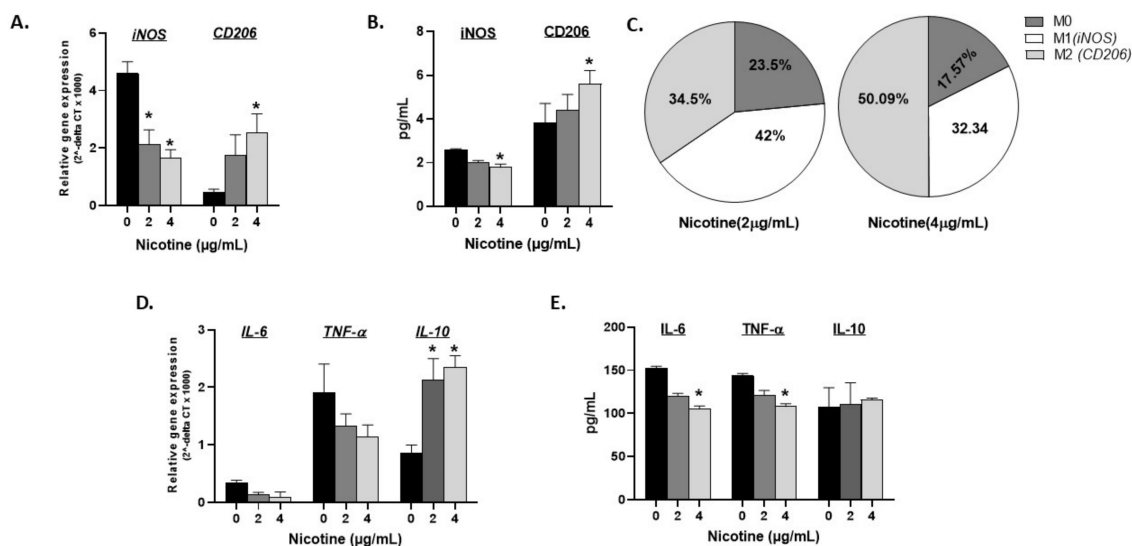 A.
iNOS CD206
Relative gene expression
(2^-delta CT x 1000)
6
4
2
0
* * *
0 2 4 0 2 4
Nicotine (µg/mL)
B.
iNOS CD206
pg/mL
8
6
4
2
0
* *
0 2 4 0 2 4
Nicotine (µg/mL)
C.
23.5%
34.5%
42%
Nicotine(2µg/mL)
17.57%
50.09%
32.34
Nicotine(4µg/mL)
M0
M1(iNOS)
M2 (CD206)
D.
IL-6 TNF-α IL-10
Relative gene expression
(2^-delta CT x 1000)
3
2
1
0
* *
0 2 4 0 2 4 0 2 4
Nicotine (µg/mL)
E.
IL-6 TNF-α IL-10
pg/mL
200
150
100
50
0
* *
0 2 4 0 2 4 0 2 4
Nicotine (µg/mL)